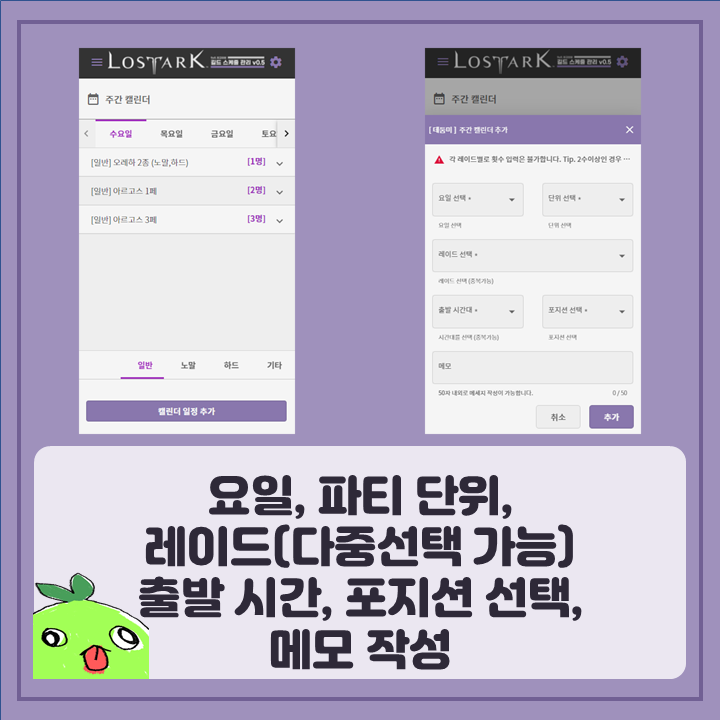 LOSTARK 길드 스케줄 관리 v0.5
주간 캘린더
수요일 목요일 금요일 토요
[일반] 오레하 2종 (노말,하드) [1명]
[일반] 아르고스 1페 [2명]
[일반] 아르고스 3페 [3명]
일반 노말 하드 기타
캘린더 일정 추가
LOSTARK 길드 스케줄 관리 v0.5
주간 캘린더
[ 대동미 ] 주간 캘린더 추가
각 레이드별로 횟수 입력은 불가합니다. Tip. 2수이상인 경우 …
요일 선택 * 단위 선택 *
요일 선택 단위 선택
레이드 선택 *
레이드 선택 (중복가능)
출발 시간대 * 포지션 선택 *
시간대를 선택 (중복가능) 포지션 선택
메모
50자 내외로 메세지 작성이 가능합니다. 0 / 50
취소 추가
요일, 파티 단위,
레이드(다중선택 가능)
출발 시간, 포지션 선택,
메모 작성